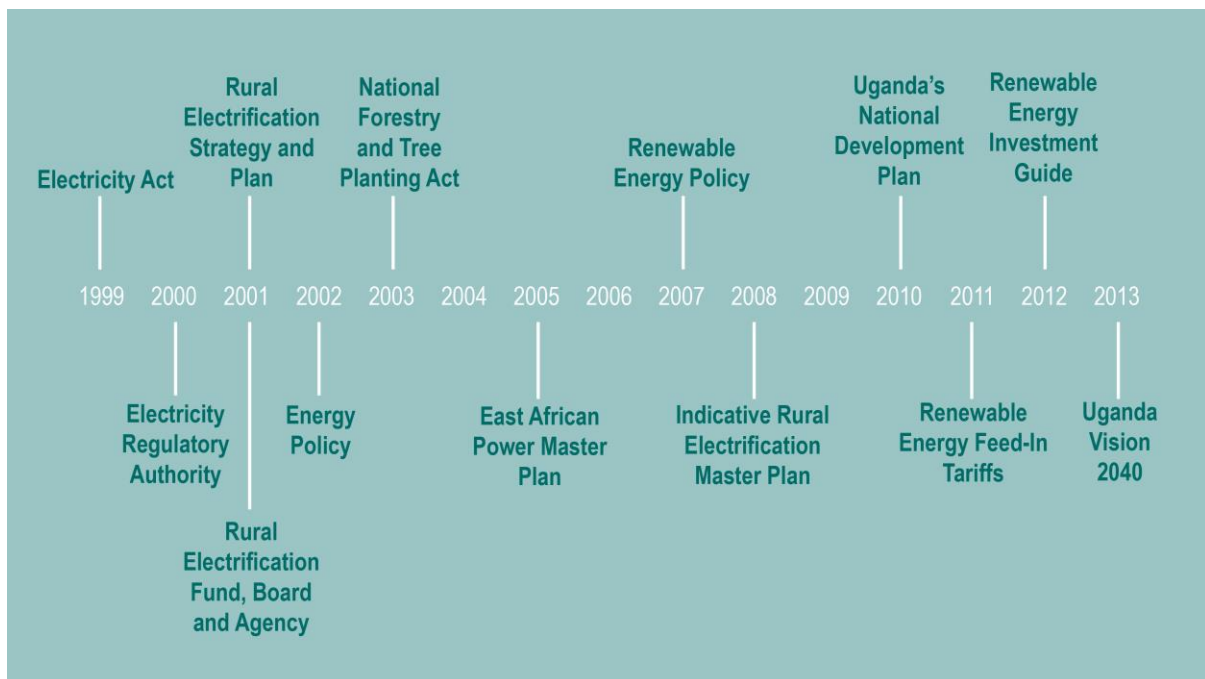 Electricity Act
Rural
Electrification
Strategy and
Plan
National
Forestry
and Tree
Planting Act
Renewable
Energy Policy
Uganda's
National
Development
Plan
Renewable
Energy
Investment
Guide
1999 2000 2001 2002 2003 2004 2005 2006 2007 2008 2009 2010 2011 2012 2013
Electricity
Regulatory
Authority
Rural
Electrification
Fund, Board
and Agency
Energy
Policy
East African
Power Master
Plan
Indicative Rural
Electrification
Master Plan
Renewable
Energy Feed-In
Tariffs
Uganda
Vision
2040